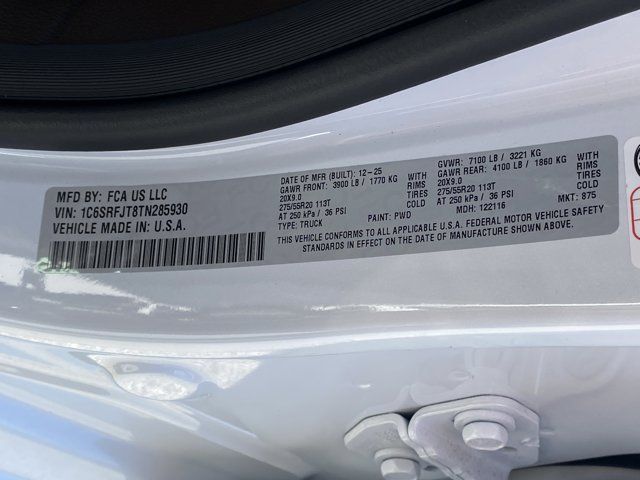 MFD BY: FCA US LLC
VIN: 1C6SRFJT8TN285930
VEHICLE MADE IN U.S.A.
DATE OF MFR (BUILT): 12-25
GAWR FRONT: 3900 LB / 1770 KG
20X9.0 RIMS
275/55R20 113T TIRES
AT 250 kPa / 36 PSI COLD
TYPE: TRUCK PAINT: PWD
GVWR: 7100 LB / 3221 KG
GAWR REAR: 4100 LB / 1860 KG
20X9.0 RIMS
275/55R20 113T TIRES
AT 250 kPa / 36 PSI COLD
MDH: 122116 MKT: 875
THIS VEHICLE CONFORMS TO ALL APPLICABLE U.S.A. FEDERAL MOTOR VEHICLE SAFETY
STANDARDS IN EFFECT ON THE DATE OF MANUFACTURE SHOWN ABOVE.